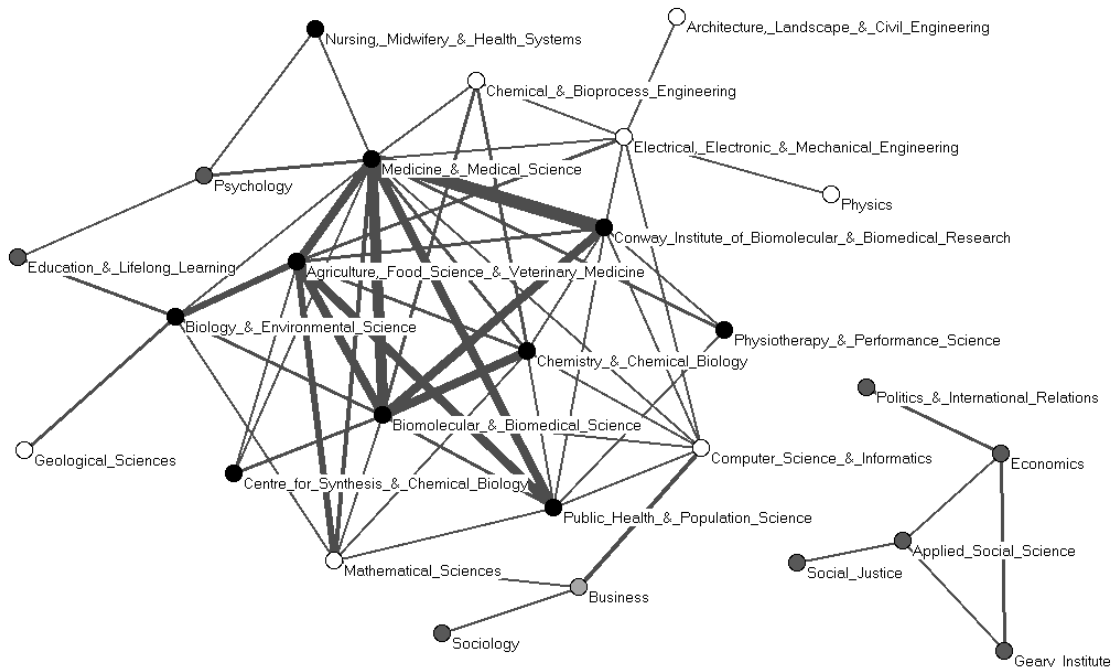 Architecture,_Landscape_&_Civil_Engineering
Nursing,_Midwifery_&_Health_Systems
Chemical_&_Bioprocess_Engineering
Electrical,_Electronic_&_Mechanical_Engineering
Medicine_&_Medical_Science
Psychology
Physics
Conway_Institute_of_Biomolecular_&_Biomedical_Research
Education_&_Lifelong_Learning
Agriculture,_Food_Science_&_Veterinary_Medicine
Biology_&_Environmental_Science
Physiotherapy_&_Performance_Science
Chemistry_&_Chemical_Biology
Politics_&_International_Relations
Biomolecular_&_Biomedical_Science
Geological_Sciences
Computer_Science_&_Informatics
Economics
Centre_for_Synthesis_&_Chemical_Biology
Public_Health_&_Population_Science
Applied_Social_Science
Social_Justice
Mathematical_Sciences
Business
Sociology
Geary_Institute